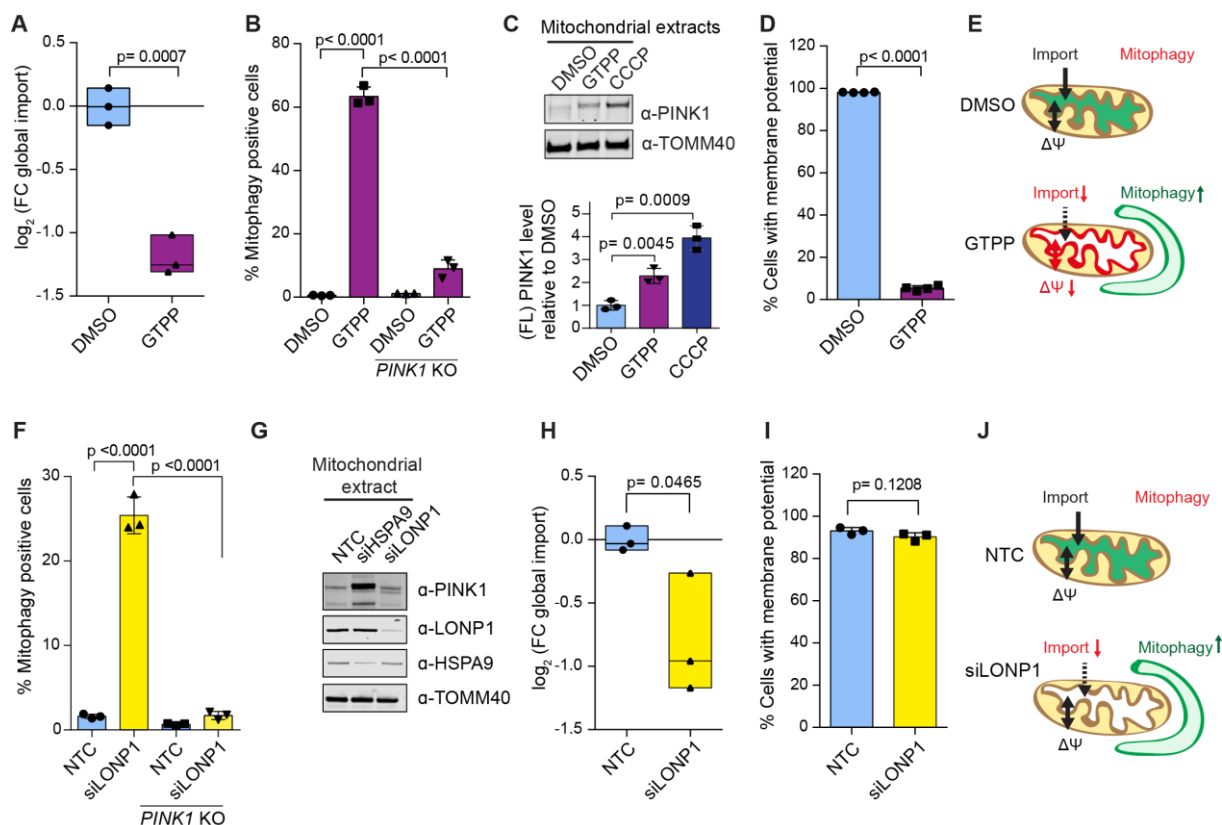 A
log2 (FC global import)
0.5
0.0
-0.5
-1.0
-1.5
p= 0.0007
DMSO
GTPP
B
% Mitophagy positive cells
80
60
40
20
0
p< 0.0001
p< 0.0001
DMSO
GTPP
DMSO
GTPP
PINK1 KO
C
Mitochondrial extracts
DMSO
GTPP
CCCP
α-PINK1
α-TOMM40
(FL) PINK1 level
relative to DMSO
5
4
3
2
1
0
p= 0.0009
p= 0.0045
DMSO
GTPP
CCCP
D
% Cells with membrane potential
120
100
80
60
40
20
0
p< 0.0001
DMSO
GTPP
E
Import
Mitophagy
DMSO
ΔΨ
Import↓
Mitophagy↑
GTPP
ΔΨ ↓
F
% Mitophagy positive cells
30
20
10
0
p <0.0001
p <0.0001
NTC
siLONP1
NTC
siLONP1
PINK1 KO
G
Mitochondrial
extract
NTC
siHSPA9
siLONP1
α-PINK1
α-LONP1
α-HSPA9
α-TOMM40
H
log2 (FC global import)
0.5
0.0
-0.5
-1.0
-1.5
p= 0.0465
NTC
siLONP1
I
% Cells with membrane potential
120
100
80
60
40
20
0
p= 0.1208
NTC
siLONP1
J
Import
Mitophagy
NTC
ΔΨ
Import ↓
Mitophagy↑
siLONP1
ΔΨ